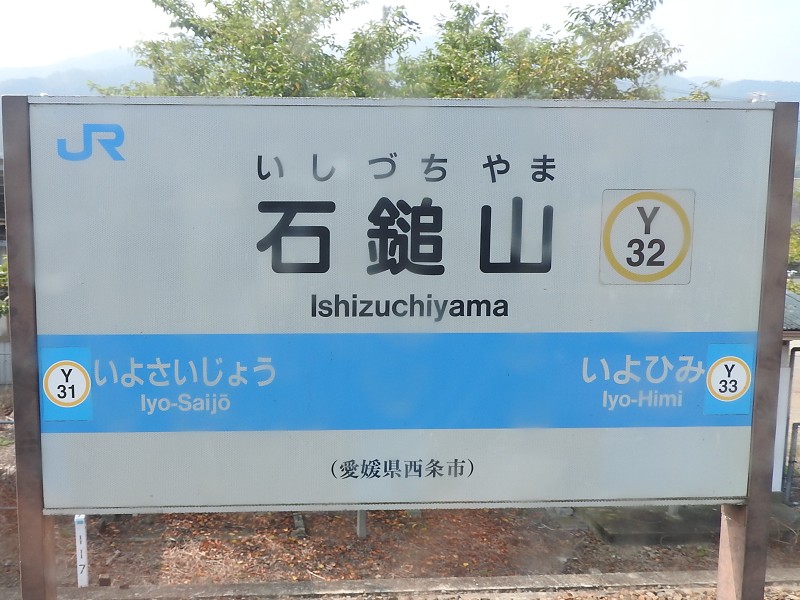 JR
いしづちやま
石鎚山
Y
32
Ishizuchiyama
Y
31
いよさいじょう
Iyo-Saijō
いよひみ
Iyo-Himi
Y
33
(愛媛県西条市)
117